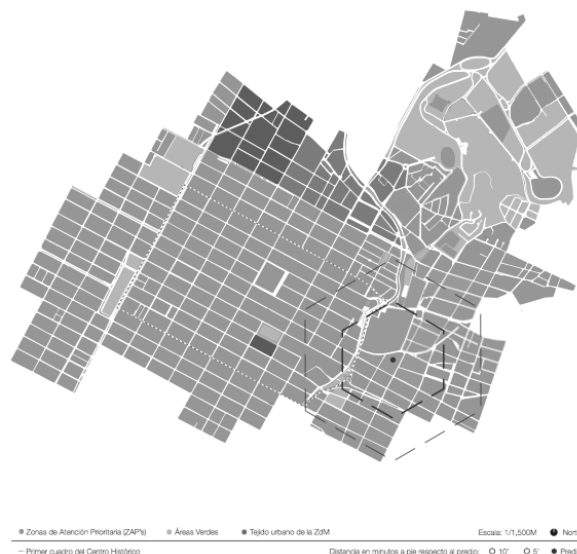 Zonas de Atención Prioritaria (ZAP's) Áreas Verdes Tejido urbano de la ZdM Escala: 1/1,500M Nort
Primer cuadro del Centro Histórico Distancia en minutos a pie respecto al predio: 10' 5' Predi